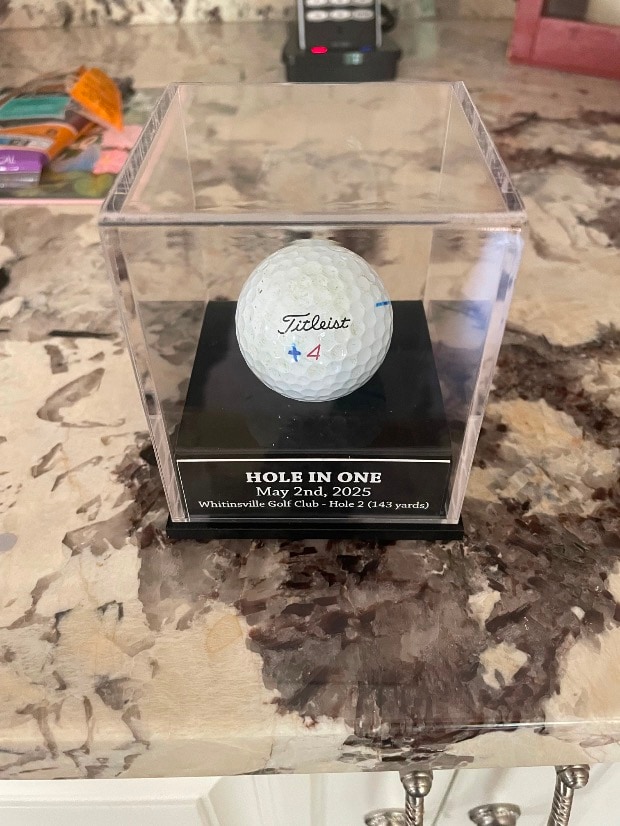 Titleist
+ 4
HOLE IN ONE
May 2nd, 2025
Whitinsville Golf Club - Hole 2 (143 yards)